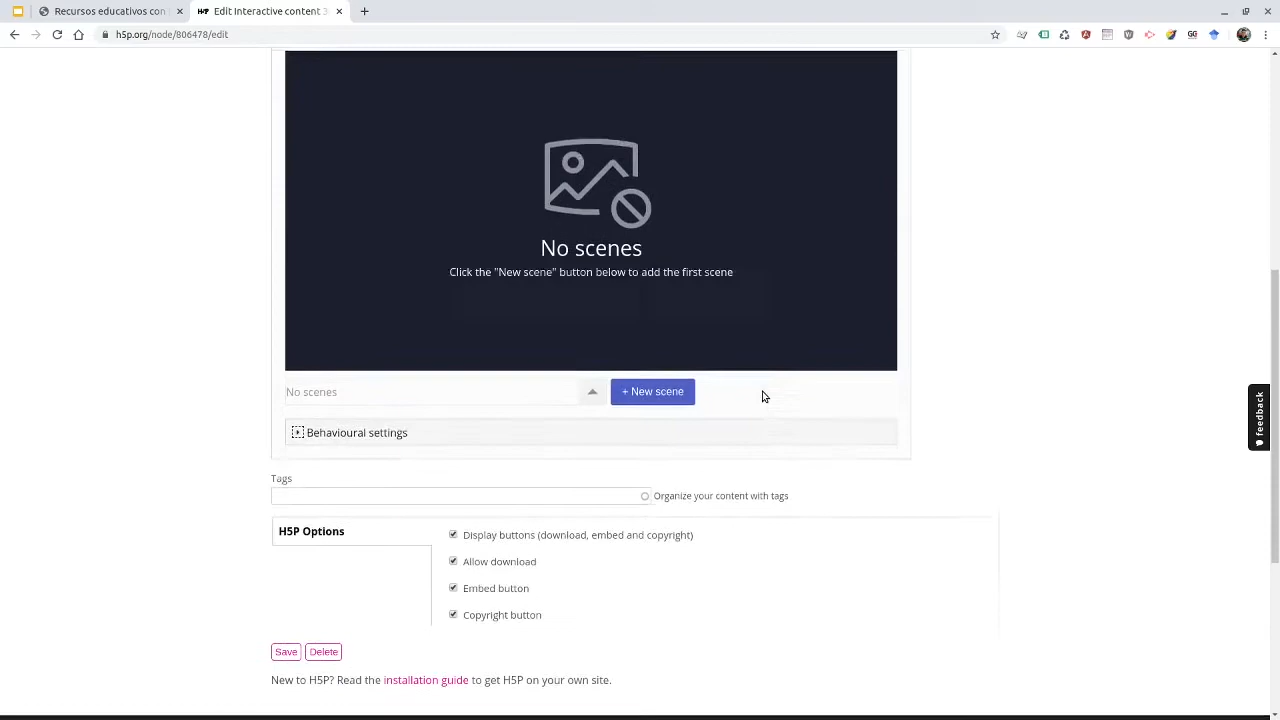 Recursos educativos con
H5P Edit Interactive content 3
h5p.org/node/806478/edit
GG
No scenes
Click the "New scene" button below to add the first scene
No scenes
+ New scene
Behavioural settings
feedback
Tags
Organize your content with tags
H5P Options
Display buttons (download, embed and copyright)
Allow download
Embed button
Copyright button
Save Delete
New to H5P? Read the installation guide to get H5P on your own site.